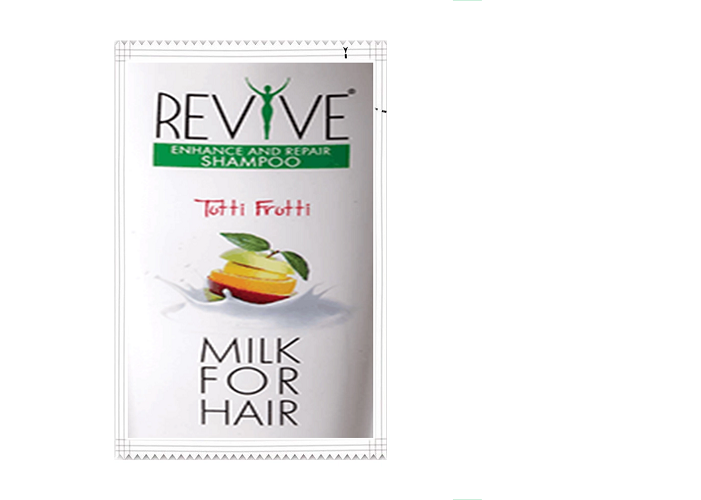 REVIVE®
ENHANCE AND REPAIR
SHAMPOO
Tutti Frutti
MILK
FOR
HAIR